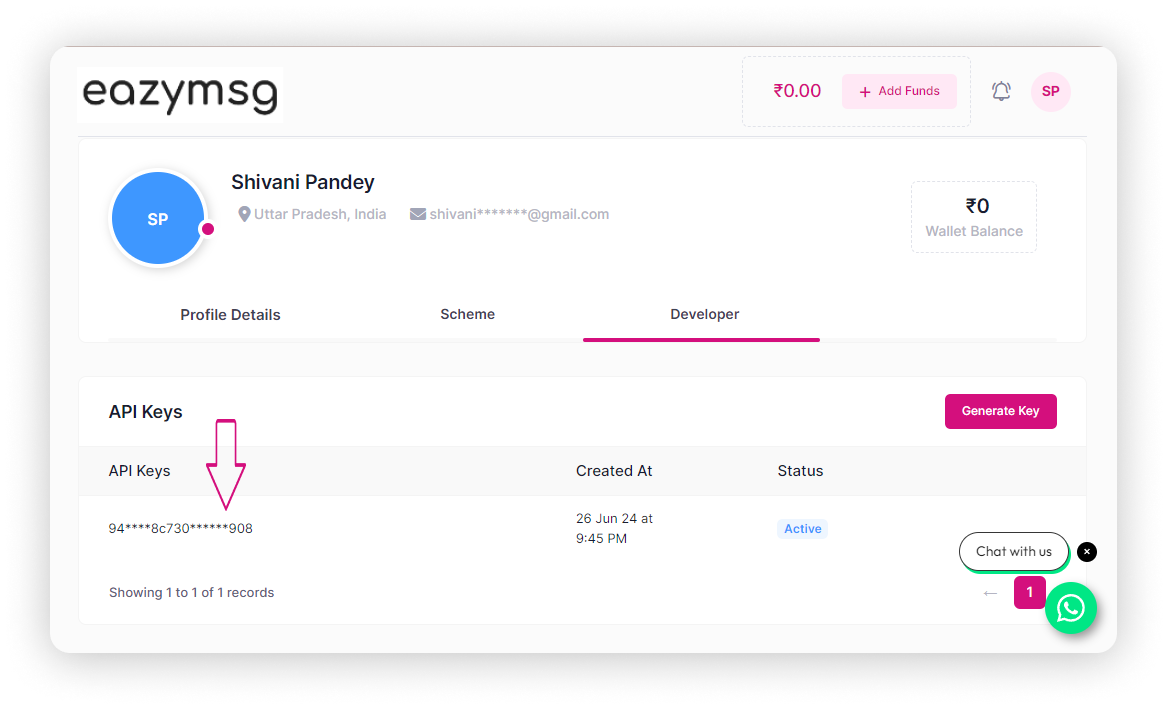 eazymsg
₹0.00
+ Add Funds
SP
SP
Shivani Pandey
Uttar Pradesh, India
shivani*******@gmail.com
₹0
Wallet Balance
Profile Details
Scheme
Developer
API Keys
Generate Key
API Keys
Created At
Status
94****8c730******908
26 Jun 24 at
9:45 PM
Active
Chat with us
×
Showing 1 to 1 of 1 records
←
1